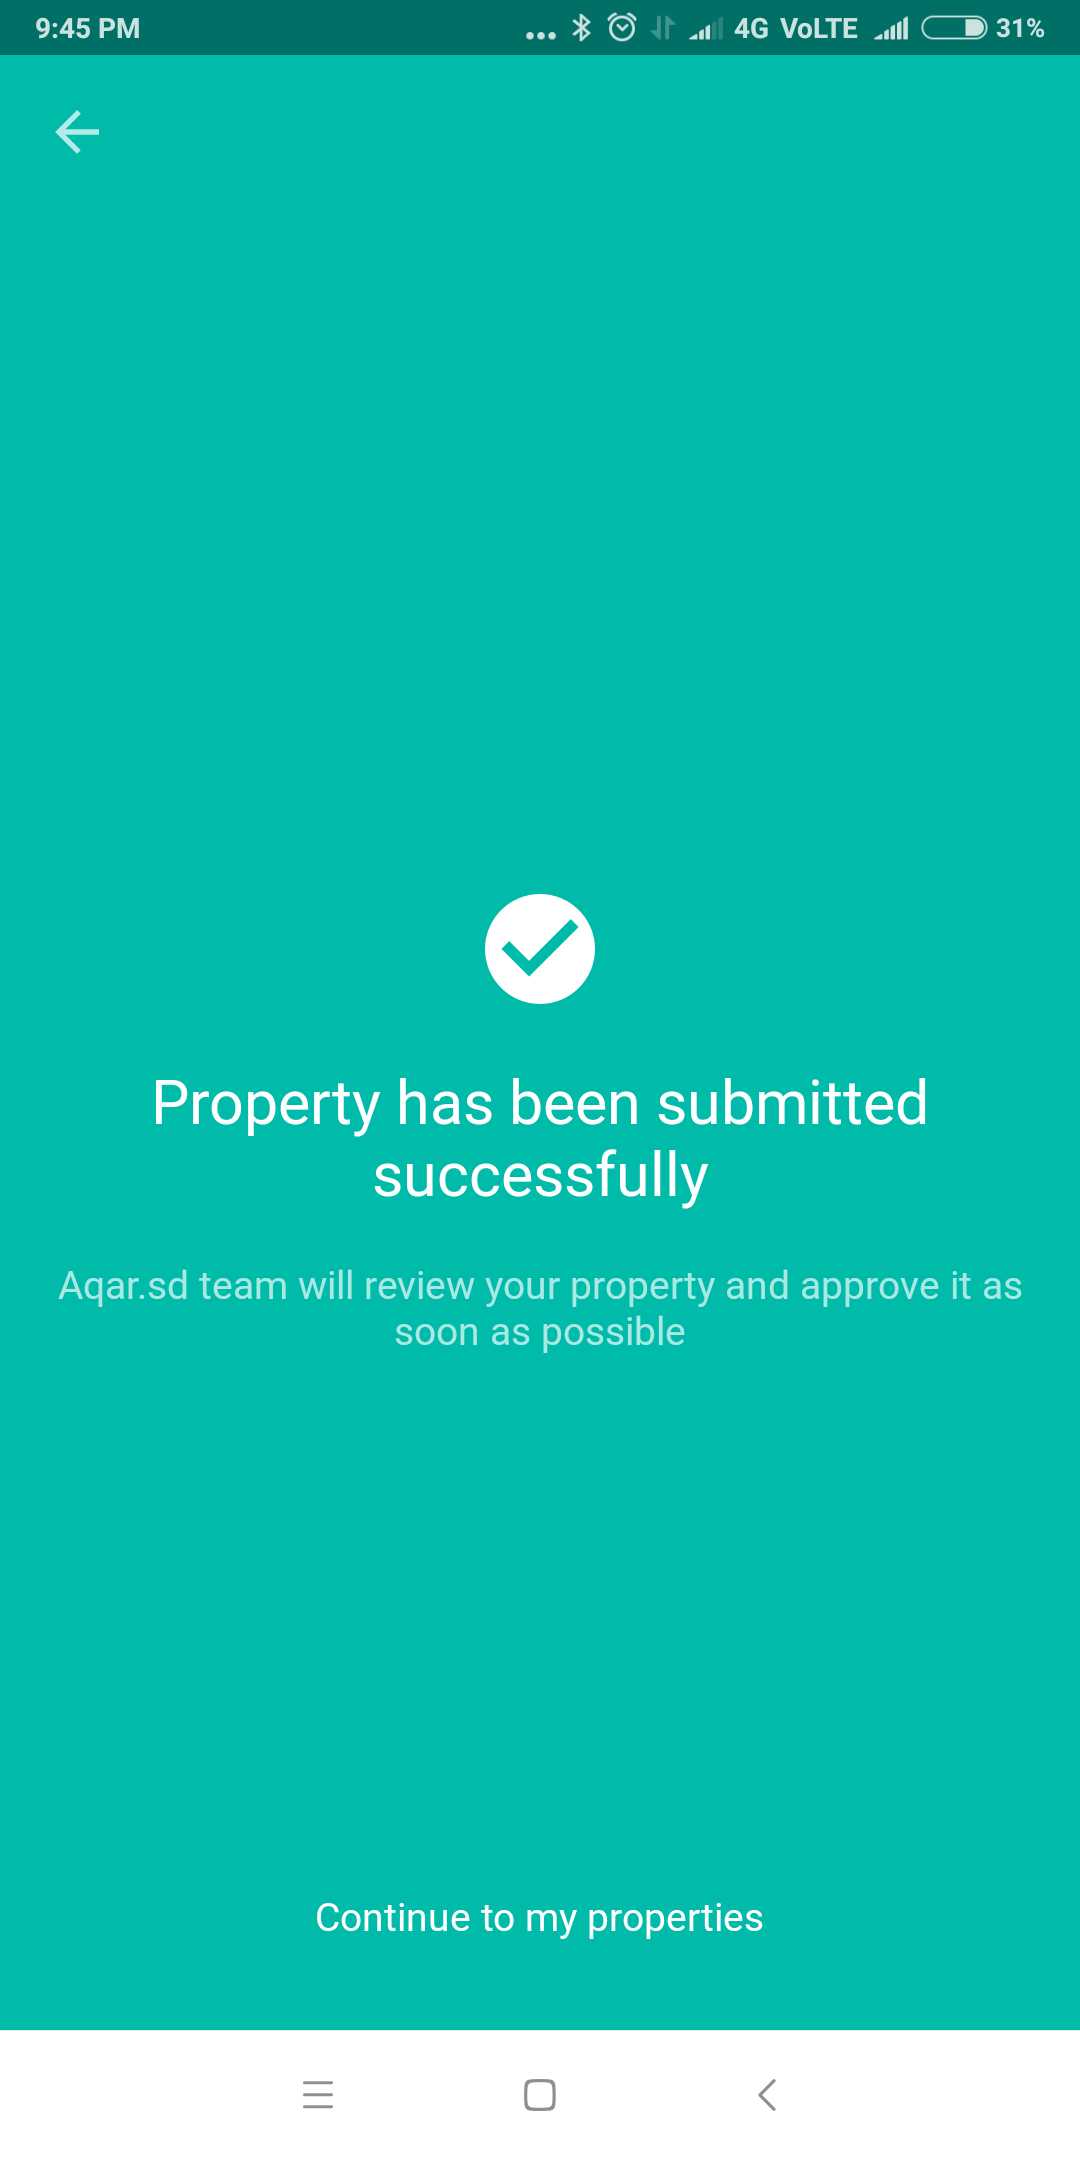 9:45 PM
4G VoLTE 31%
Property has been submitted
successfully
Aqar.sd team will review your property and approve it as
soon as possible
Continue to my properties